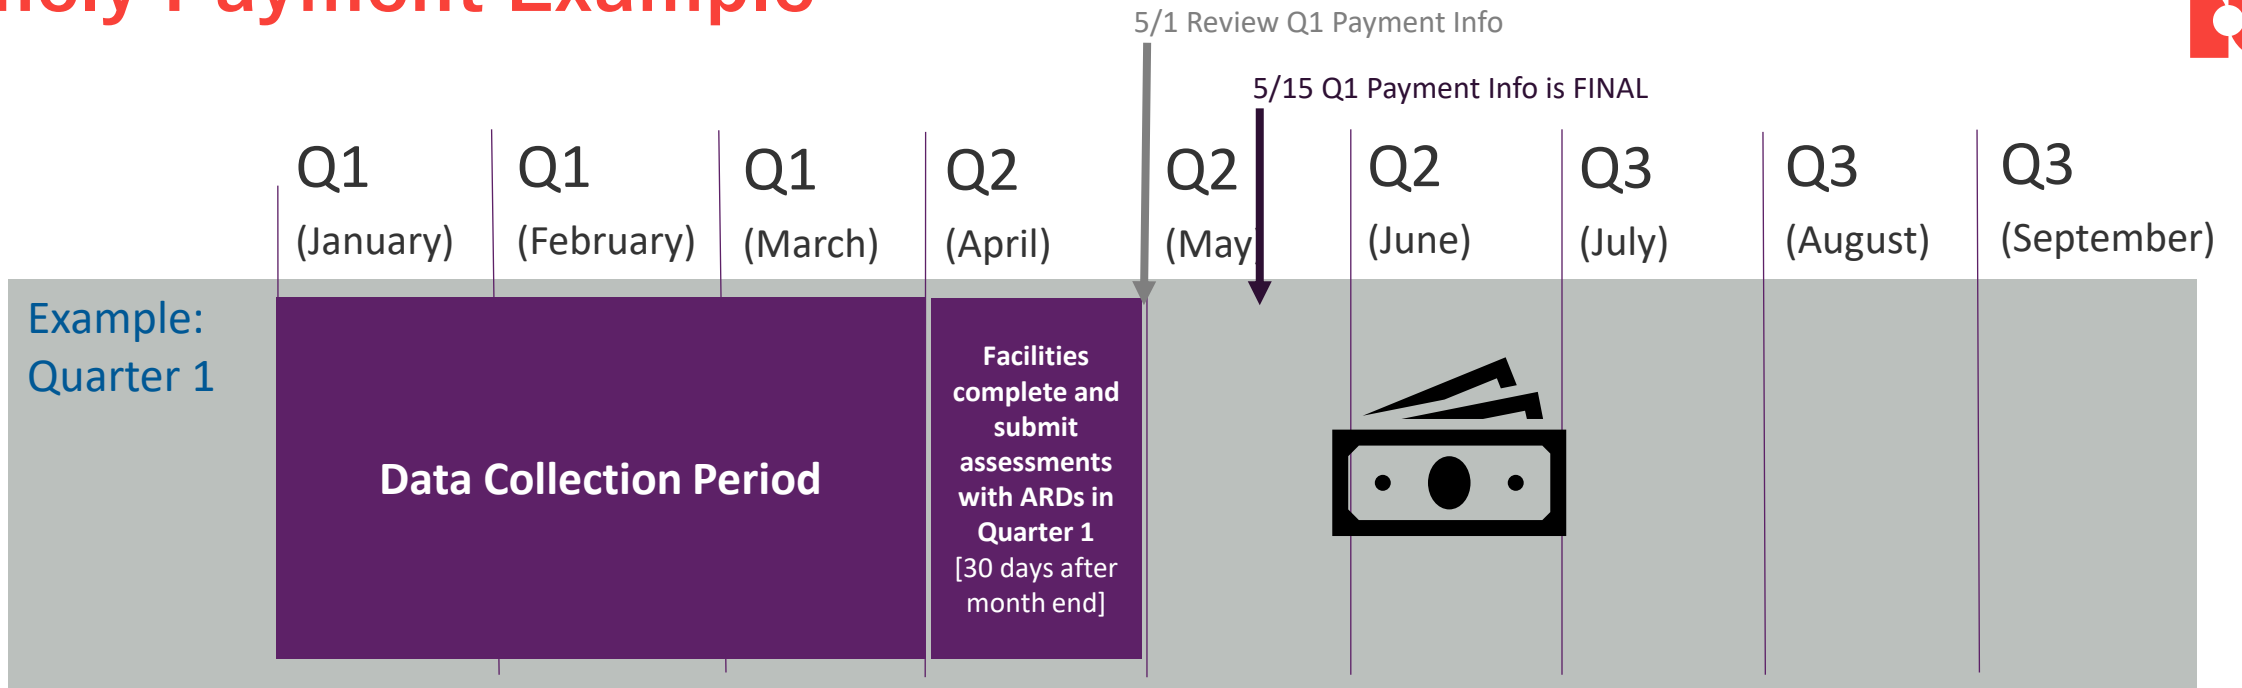 Payment Example
5/1 Review Q1 Payment Info
5/15 Q1 Payment Info is FINAL
Q1
(January)
Q1
(February)
Q1
(March)
Q2
(April)
Q2
(May)
Q2
(June)
Q3
(July)
Q3
(August)
Q3
(September)
Example:
Quarter 1
Data Collection Period
Facilities
complete and
submit
assessments
with ARDs in
Quarter 1
[30 days after
month end]